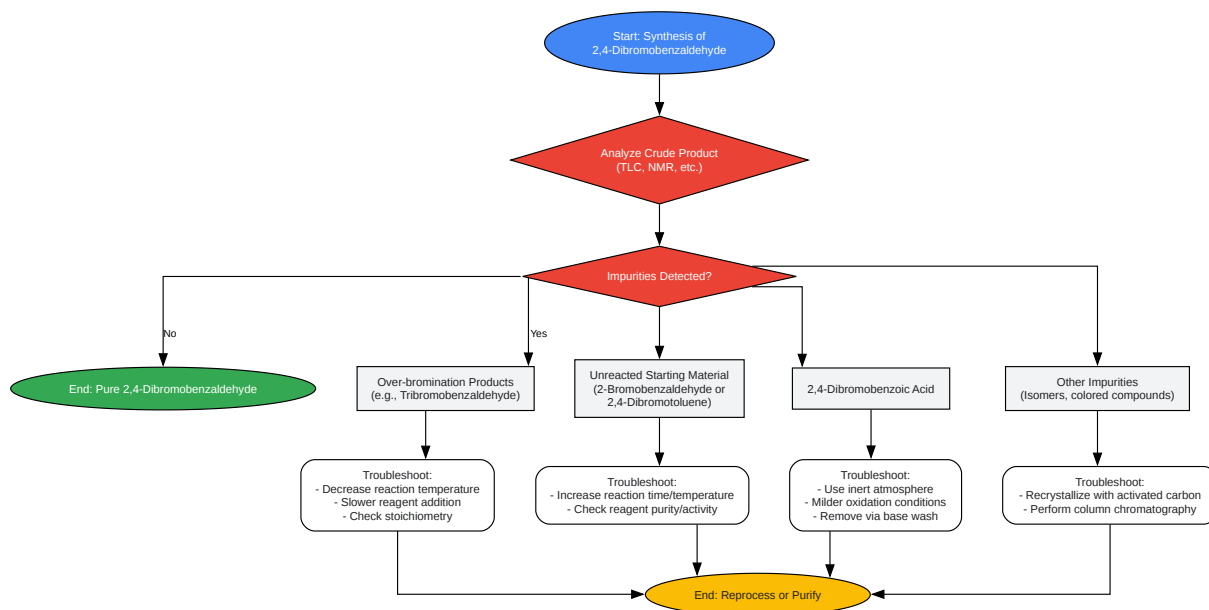 Start: Synthesis of
2,4-Dibromobenzaldehyde
Analyze Crude Product
(TLC, NMR, etc.)
Impurities Detected?
No
Yes
End: Pure 2,4-Dibromobenzaldehyde
Over-bromination Products
(e.g., Tribromobenzaldehyde)
Unreacted Starting Material
(2-Bromobenzaldehyde or
2,4-Dibromotoluene)
2,4-Dibromobenzoic Acid
Other Impurities
(Isomers, colored compounds)
Troubleshoot:
- Decrease reaction temperature
- Slower reagent addition
- Check stoichiometry
Troubleshoot:
- Increase reaction time/temperature
- Check reagent purity/activity
Troubleshoot:
- Use inert atmosphere
- Milder oxidation conditions
- Remove via base wash
Troubleshoot:
- Recrystallize with activated carbon
- Perform column chromatography
End: Reprocess or Purify